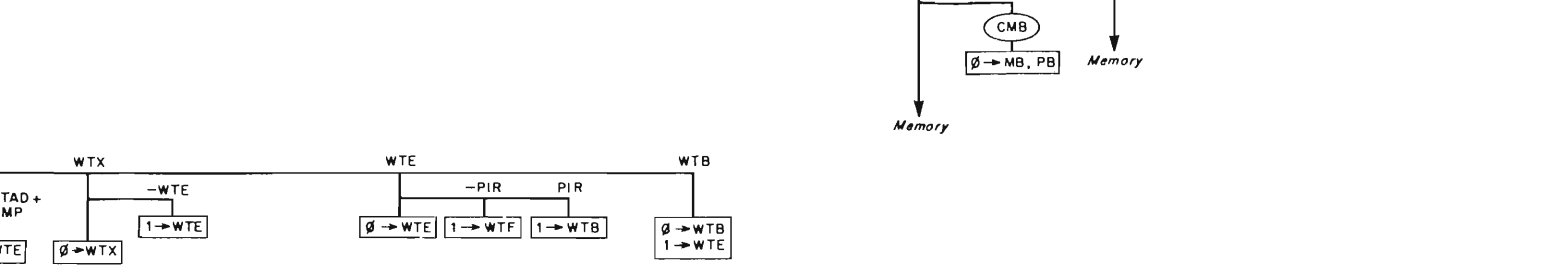 CMB
Ø → MB, PB
Memory
Memory
WTX
WTE
WTB
-WTE
-PIR
PIR
TAD +
MP
1 → WTE
Ø → WTE
1 → WTF
1 → WTB
Ø → WTB
1 → WTE
TE
Ø → WTX